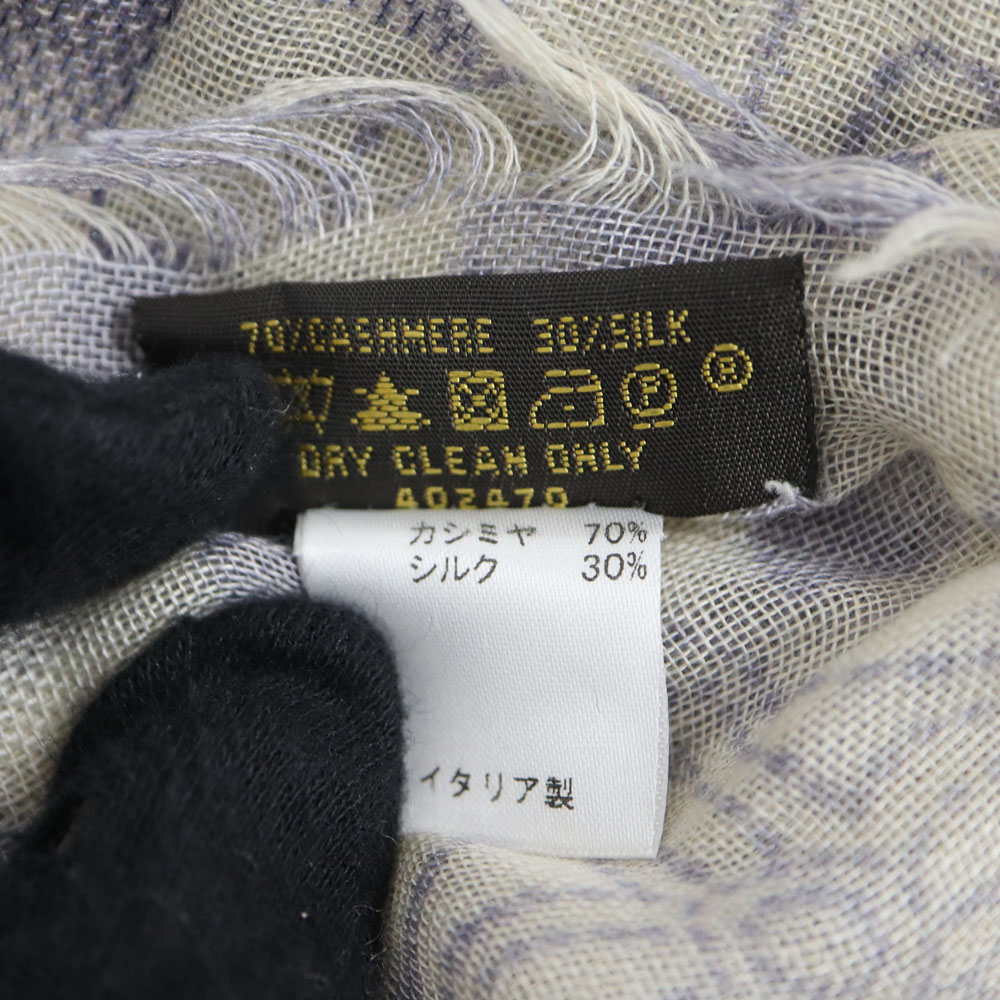 70%CASHMERE 30%SILK
P R
DRY CLEAN ONLY
402470
カシミヤ 70%
シルク 30%
イタリア製